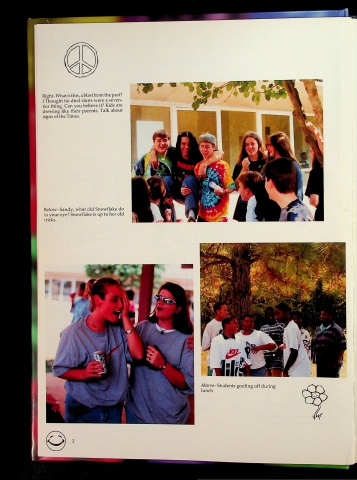 Right- What is this, a blast from the past?
I Thought tie-died shirts were a seven-
ties thing. Can you believe it? Kids are
dressing like their parents. Talk about
signs of the Times.
Below- Sandy, what did Snowflake do
to your eye? Snowflake is up to her old
tricks.
Above- Students goofing off during
lunch
2